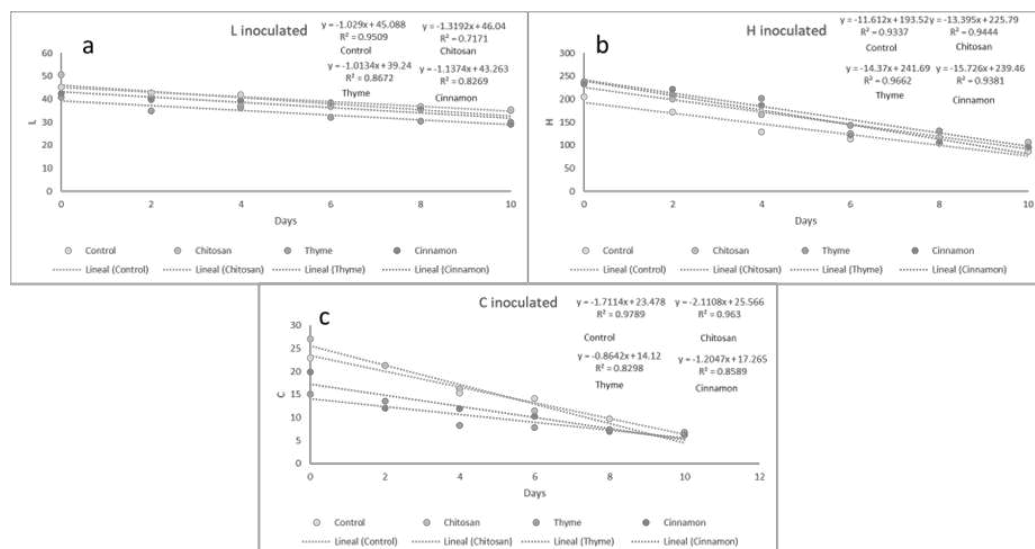 a
L inoculated
y = -1.029x + 45.088 y = -1.3192x + 46.04
R² = 0.9509 R² = 0.7171
Control Chitosan
y = -1.0134x + 39.24 y = -1.1374x + 43.263
R² = 0.8672 R² = 0.8269
Thyme Cinnamon
60
50
40
30
20
10
0
L
0 2 4 6 8 10
Days
Control Chitosan Thyme Cinnamon
Lineal (Control) Lineal (Chitosan) Lineal (Thyme) Lineal (Cinnamon)
b
H inoculated
y = -11.612x + 193.52 y = -13.395x + 225.79
R² = 0.9337 R² = 0.9444
Control Chitosan
y = -14.37x + 241.69 y = -15.726x + 239.46
R² = 0.9662 R² = 0.9381
Thyme Cinnamon
300
250
200
150
100
50
0
H
0 2 4 6 8 10
Days
Control Chitosan Thyme Cinnamon
Lineal (Control) Lineal (Chitosan) Lineal (Thyme) Lineal (Cinnamon)
c
C inoculated
y = -1.7114x + 23.478 y = -2.1108x + 25.566
R² = 0.9789 R² = 0.963
Control Chitosan
y = -0.8642x + 14.12 y = -1.2047x + 17.265
R² = 0.8298 R² = 0.8589
Thyme Cinnamon
30
25
20
15
10
5
0
C
0 2 4 6 8 10 12
Days
Control Chitosan Thyme Cinnamon
Lineal (Control) Lineal (Chitosan) Lineal (Thyme) Lineal (Cinnamon)